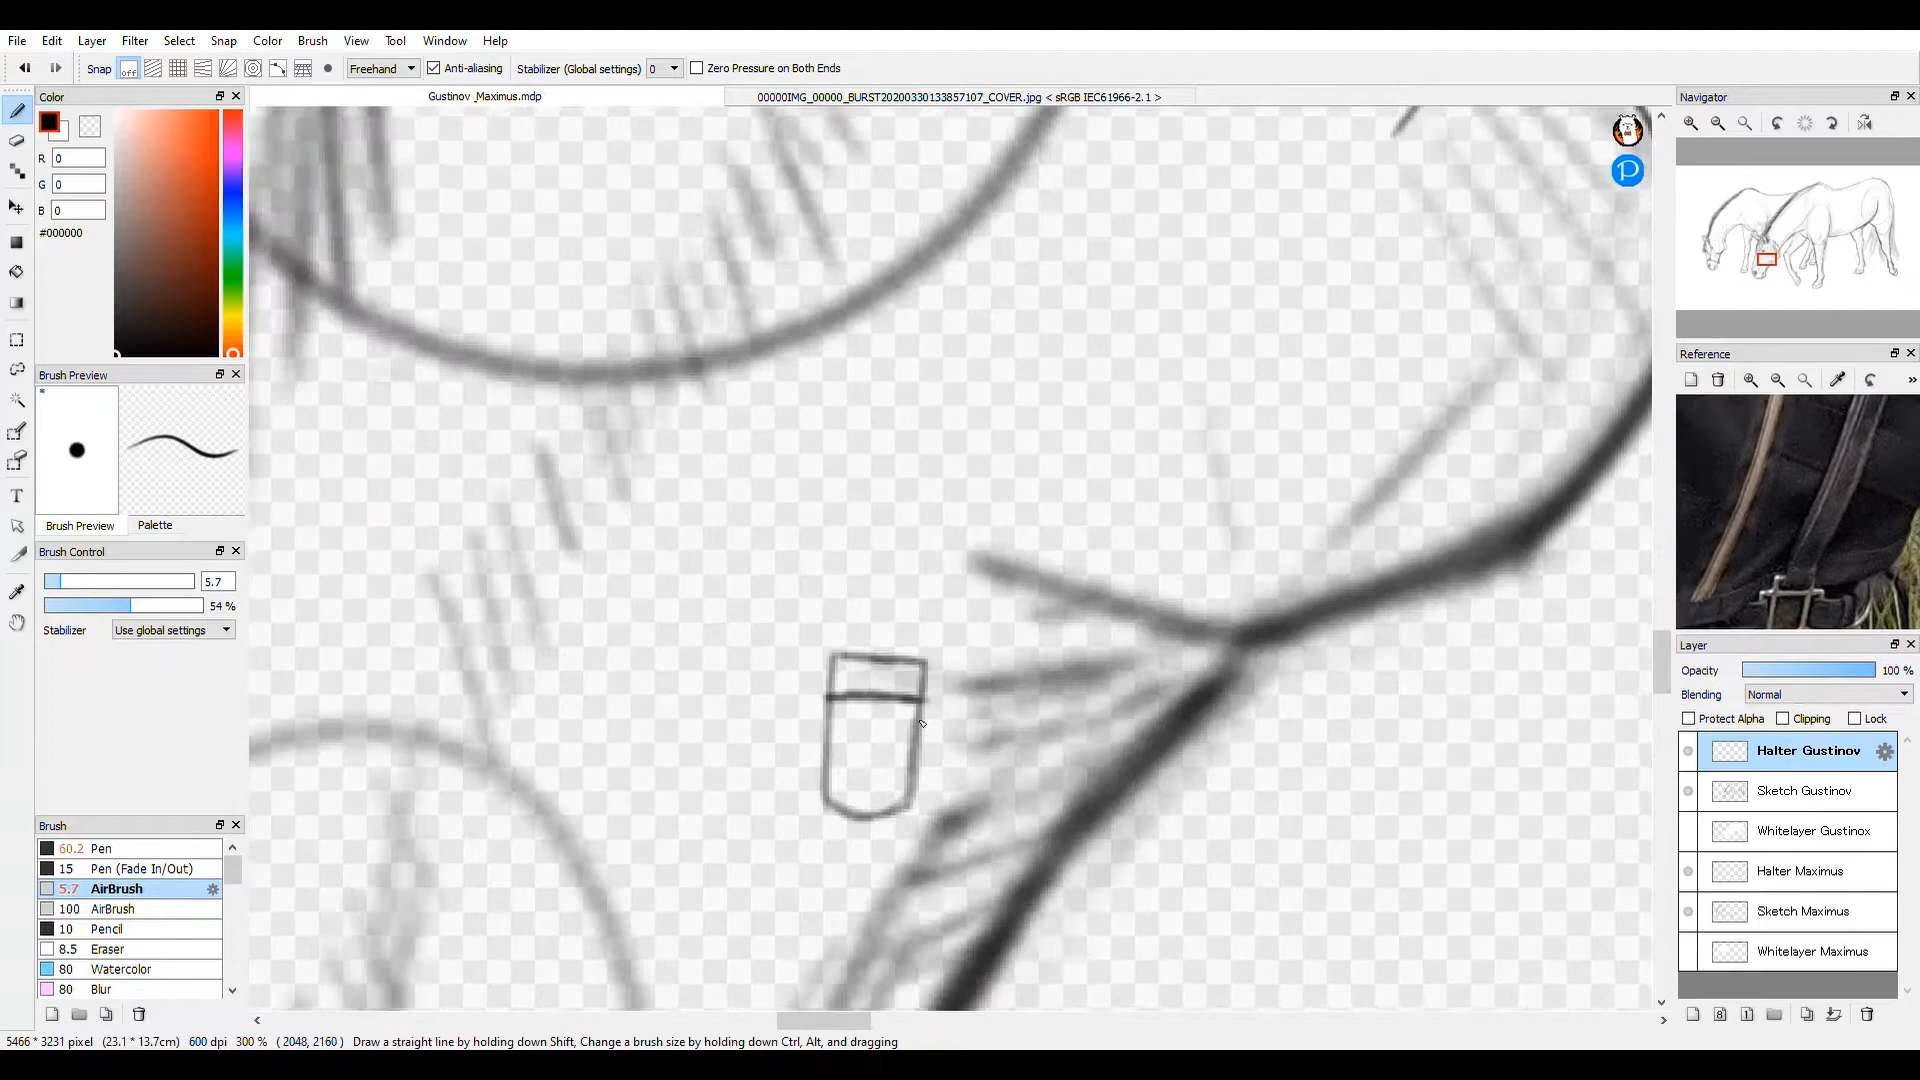 File Edit Layer Filter Select Snap Color Brush View Tool Window Help
Snap off Freehand Anti-aliasing Stabilizer (Global settings) 0 Zero Pressure on Both Ends
Color
Gustinov _Maximus.mdp
00000IMG_00000_BURST20200330133857107_COVER.jpg < sRGB IEC61966-2.1 >
Navigator
R 0
G 0
B 0
#000000
Brush Preview
*
Brush Preview Palette
Brush Control
5.7
54 %
Stabilizer Use global settings
Brush
60.2 Pen
15 Pen (Fade In/Out)
5.7 AirBrush
100 AirBrush
10 Pencil
8.5 Eraser
80 Watercolor
80 Blur
Reference
»
Layer
Opacity 100 %
Blending Normal
Protect Alpha Clipping Lock
Halter Gustinov
Sketch Gustinov
Whitelayer Gustinox
Halter Maximus
Sketch Maximus
Whitelayer Maximus
5466 * 3231 pixel (23.1 * 13.7cm) 600 dpi 300 % ( 2048, 2160 ) Draw a straight line by holding down Shift, Change a brush size by holding down Ctrl, Alt, and dragging